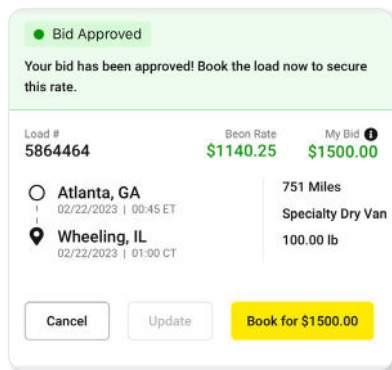 Bid Approved
Your bid has been approved! Book the load now to secure
this rate.
Load #
Beon Rate
My Bid
5864464
$1140.25
$1500.00
Atlanta, GA
02/22/2023 | 00:45 ET
Wheeling, IL
02/22/2023 | 01:00 CT
751 Miles
Specialty Dry Van
100.00 lb
Cancel
Update
Book for $1500.00